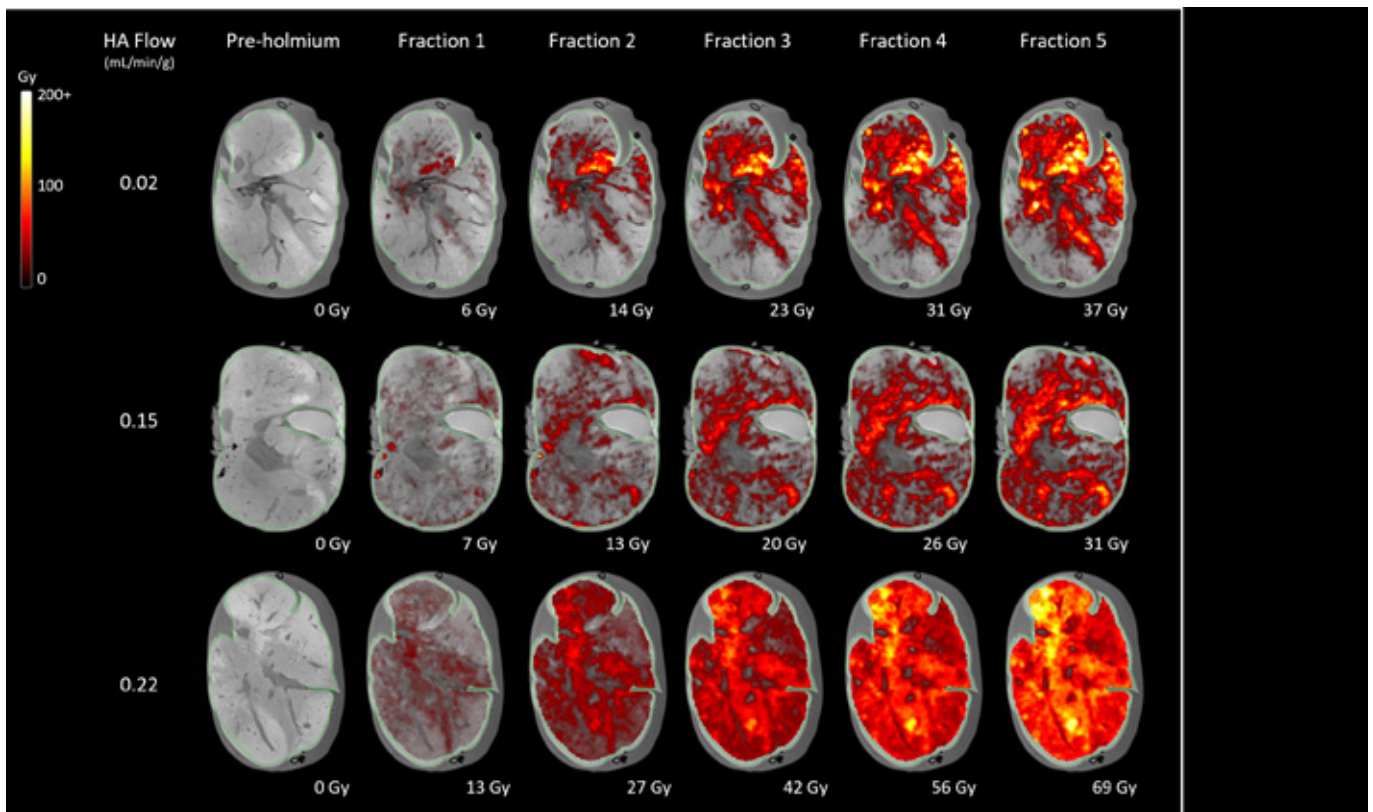 HA Flow Pre-holmium Fraction 1 Fraction 2 Fraction 3 Fraction 4 Fraction 5
(mL/min/g)
Gy
200+
100
0
0.02
0 Gy 6 Gy 14 Gy 23 Gy 31 Gy 37 Gy
0.15
0 Gy 7 Gy 13 Gy 20 Gy 26 Gy 31 Gy
0.22
0 Gy 13 Gy 27 Gy 42 Gy 56 Gy 69 Gy